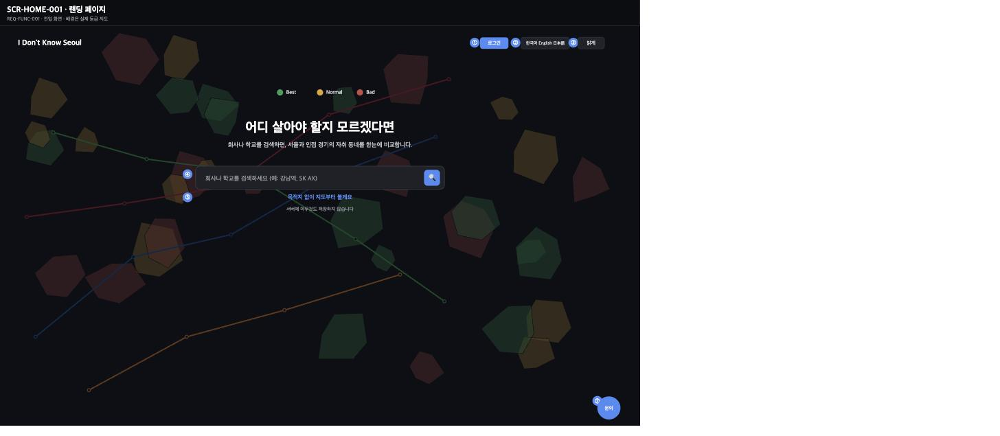 SCR-HOME-001 · 랜딩 페이지
REQ-FUNC-001 · 진입 화면 · 배경은 실제 등급 지도
I Don't Know Seoul
① 로그인 ② 한국어 English 日本語 ③ 밝게
Best Normal Bad
어디 살아야 할지 모르겠다면
회사나 학교를 검색하면, 서울과 인접 경기의 자취 동네를 한눈에 비교합니다.
④ 회사나 학교를 검색하세요 (예: 강남역, SK AX)
⑤ 목적지 없이 지도부터 볼게요
서버에 아무것도 저장하지 않습니다
⑦ 문의